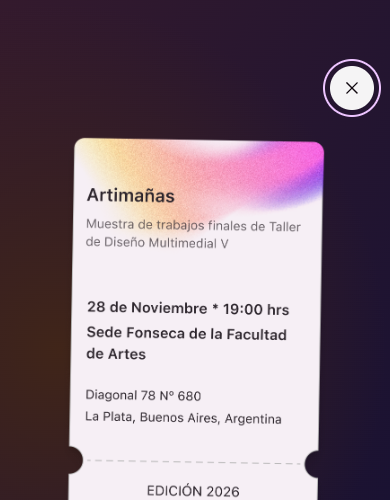 Artimañas
Muestra de trabajos finales de Taller
de Diseño Multimedial V
28 de Noviembre * 19:00 hrs
Sede Fonseca de la Facultad
de Artes
Diagonal 78 Nº 680
La Plata, Buenos Aires, Argentina
EDICIÓN 2026